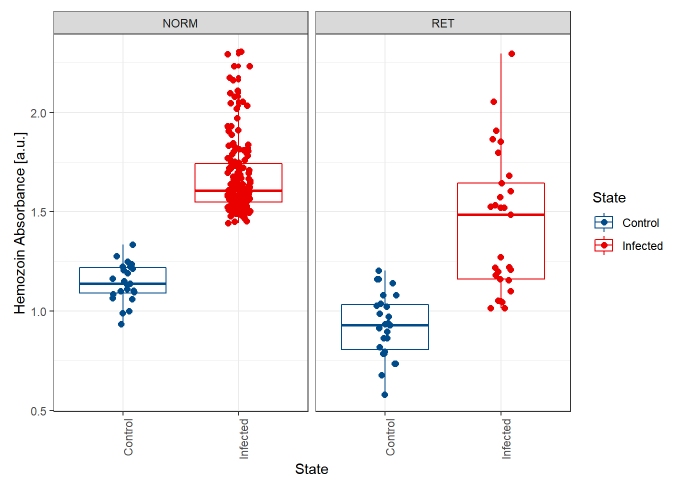 NORM
RET
Hemozoin Absorbance [a.u.]
2.0
1.5
1.0
0.5
Control
Infected
Control
Infected
State
State
Control
Infected